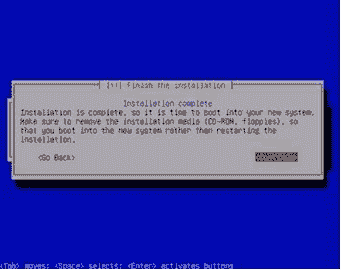 [!!] Finish the installation
Installation complete
Installation is complete, so it is time to boot into your new system.
Make sure to remove the installation media (CD-ROM, floppies), so
that you boot into the new system rather than restarting the
installation.
<Go Back>
<Tab> moves; <Space> selects; <Enter> activates buttons